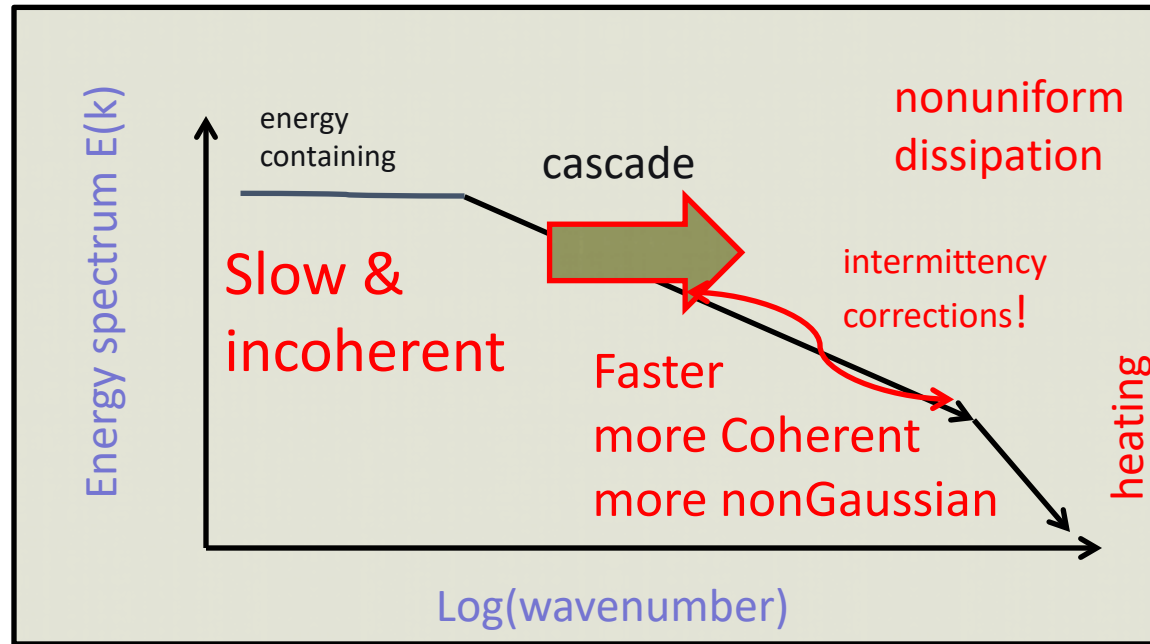 Energy spectrum E(k)
energy
containing
cascade
nonuniform
dissipation
Slow &
incoherent
intermittency
corrections!
Faster
more Coherent
more nonGaussian
heating
Log(wavenumber)